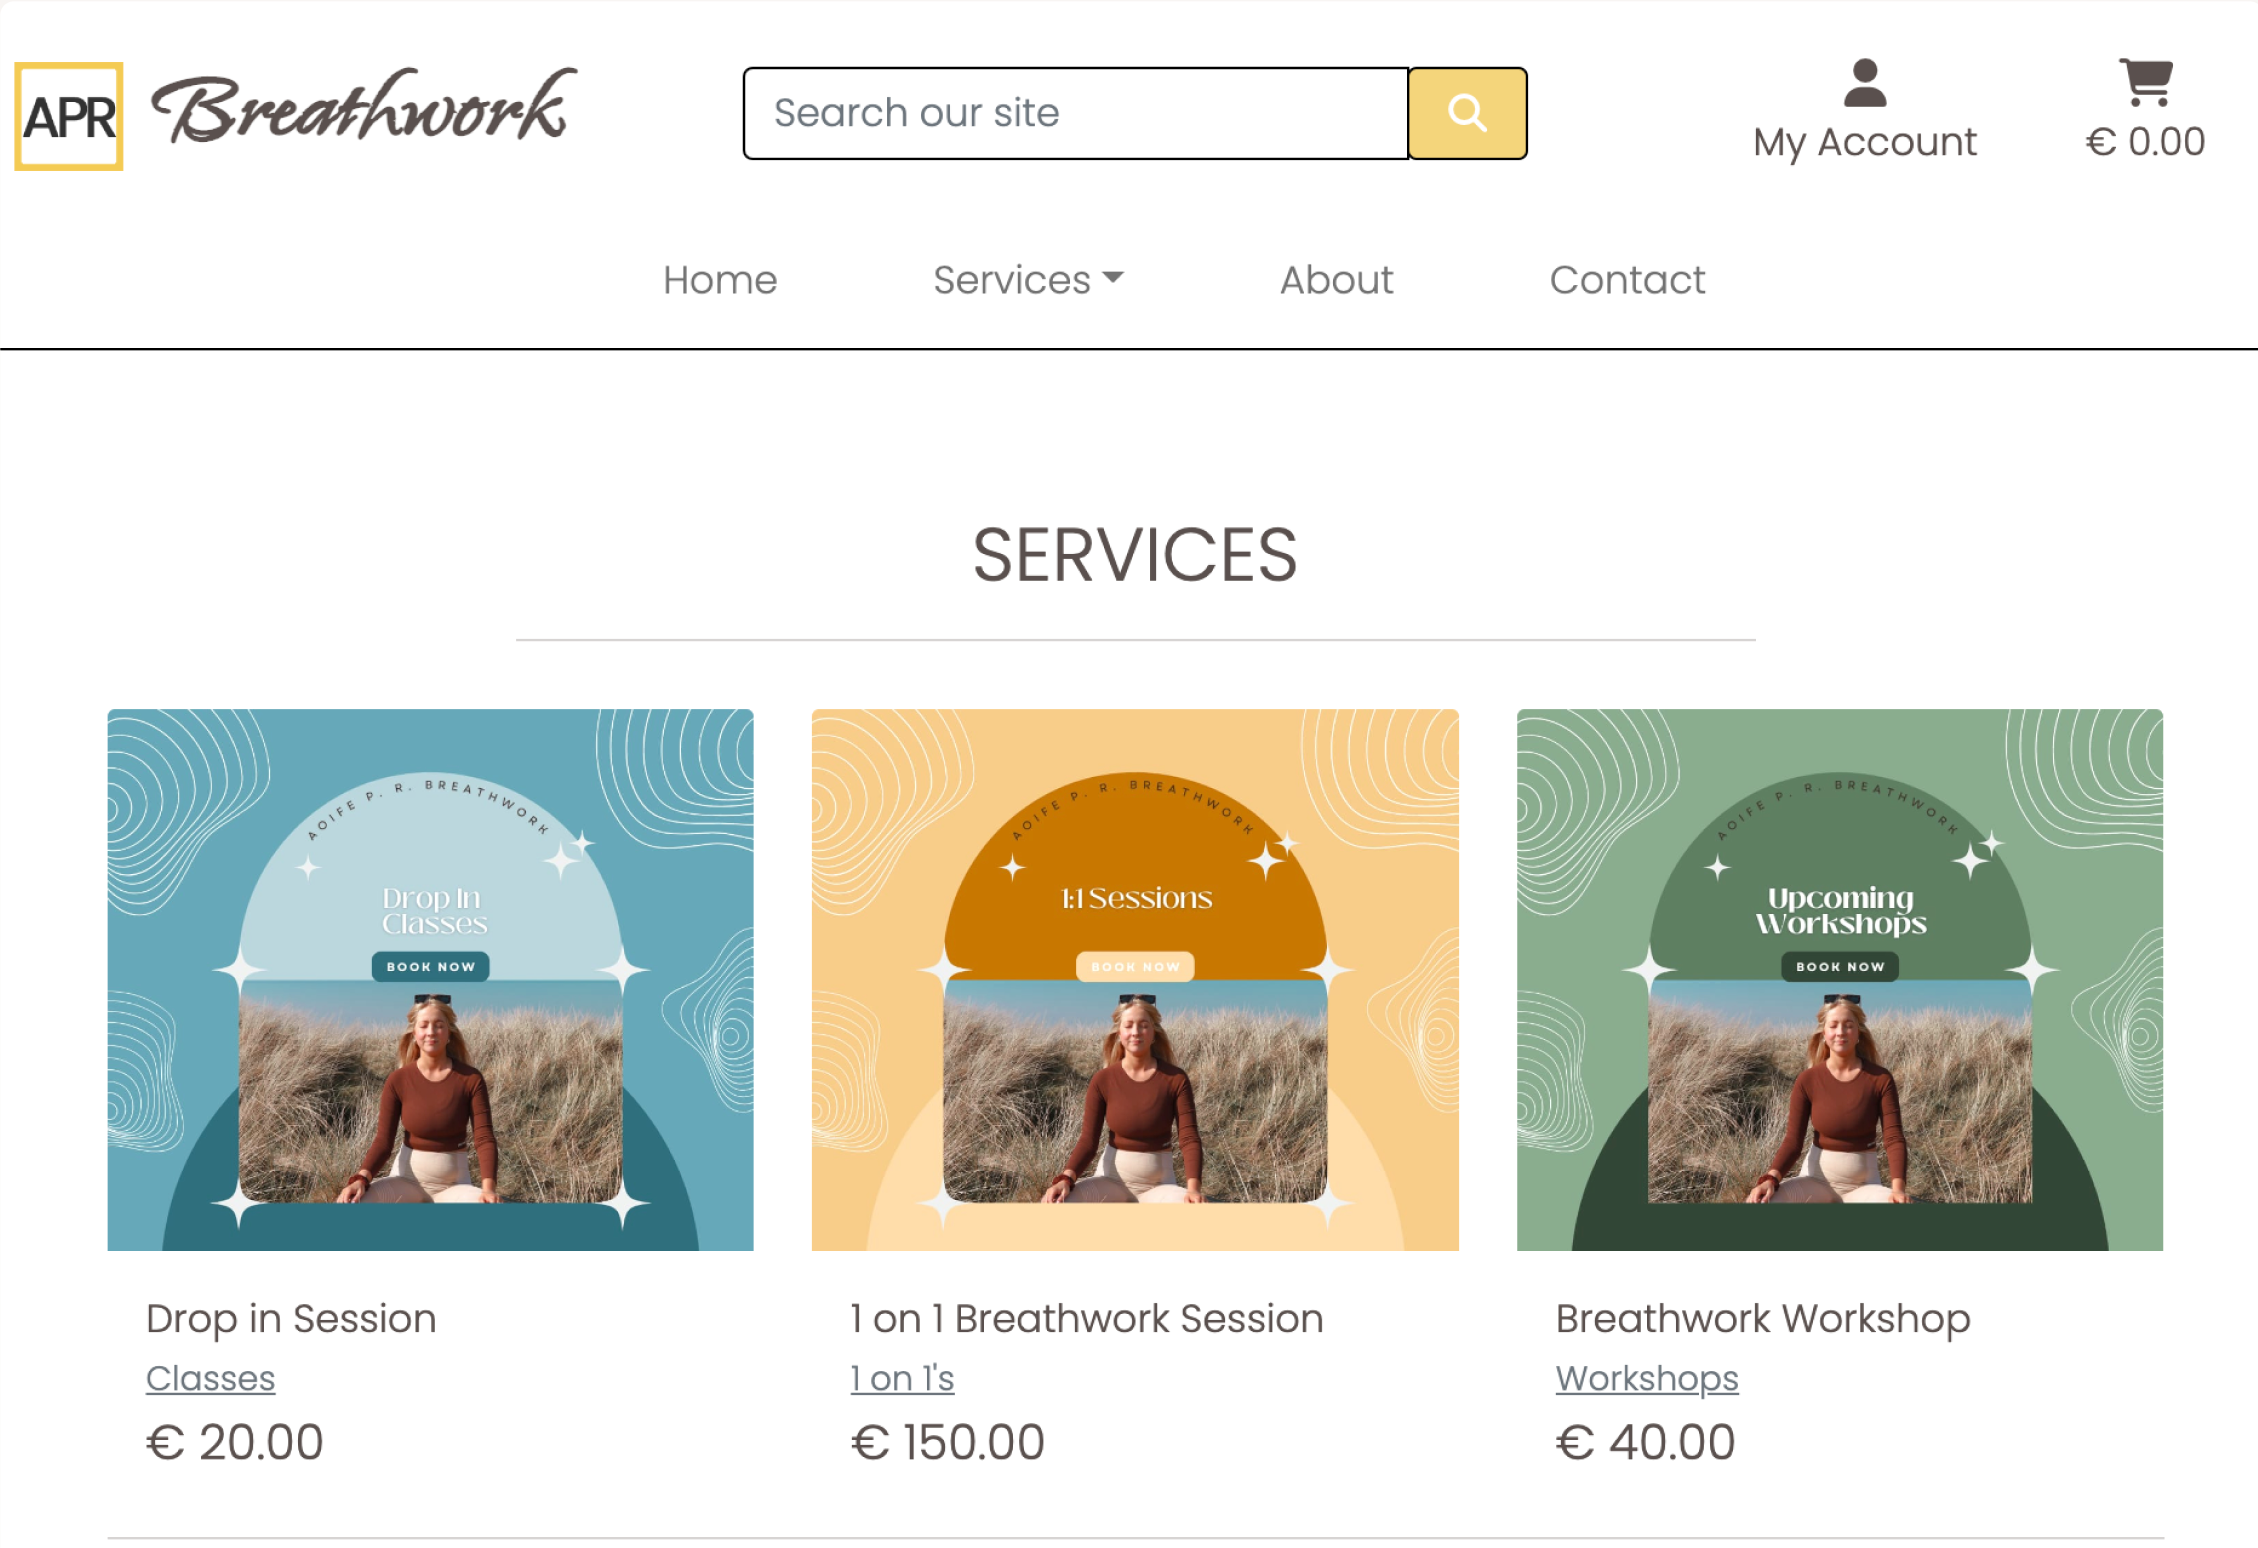 APR Breathwork
Search our site
My Account
€ 0.00
Home
Services
About
Contact
SERVICES
AOIFE P. R. BREATHWORK
Drop In
Classes
BOOK NOW
AOIFE P. R. BREATHWORK
1:1 Sessions
BOOK NOW
AOIFE P. R. BREATHWORK
Upcoming
Workshops
BOOK NOW
Drop in Session
Classes
€ 20.00
1 on 1 Breathwork Session
1 on 1's
€ 150.00
Breathwork Workshop
Workshops
€ 40.00